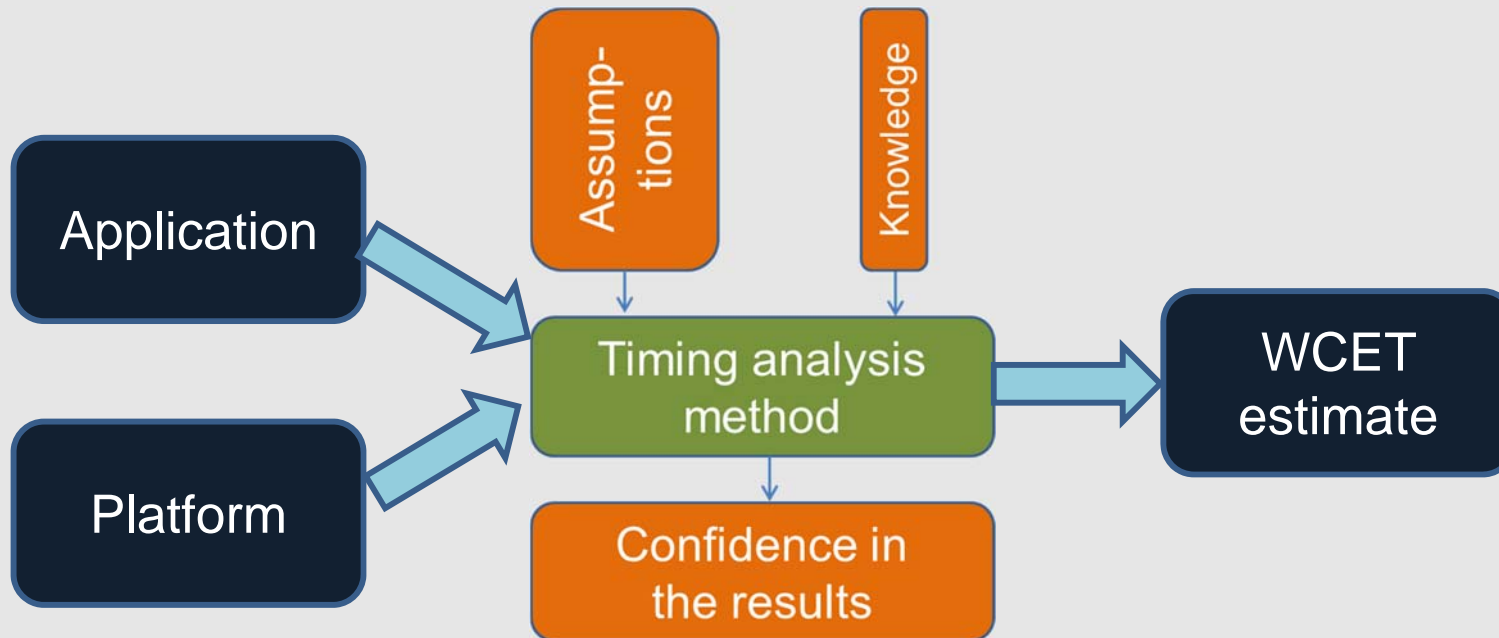 Assump-
tions
Knowledge
Application
Timing analysis
method
WCET
estimate
Platform
Confidence in
the results